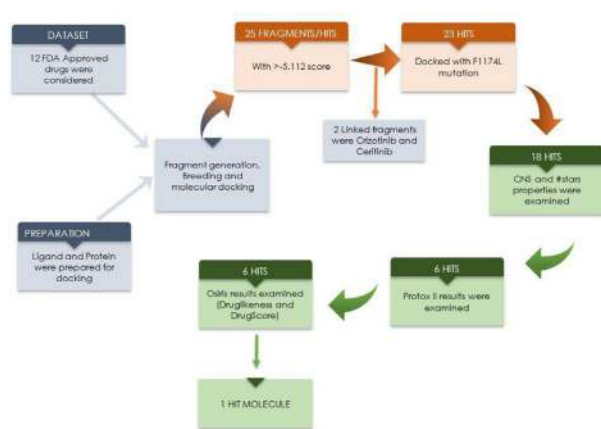 DATASET
12 FDA Approved
drugs were
considered
25 FRAGMENTS/HITS
With >-5.112 score
23 HITS
Docked with F1174L
mutation
2 Linked fragments
were Crizotinib and
Ceritinib
Fragment generation,
Breeding and
molecular docking
18 HITS
CNS and #stars
properties were
examined
PREPARATION
Ligand and Protein
were prepared for
docking
6 HITS
Osiris results examined
(Druglikeness and
DrugScore)
6 HITS
Protox II results were
examined
1 HIT MOLECULE